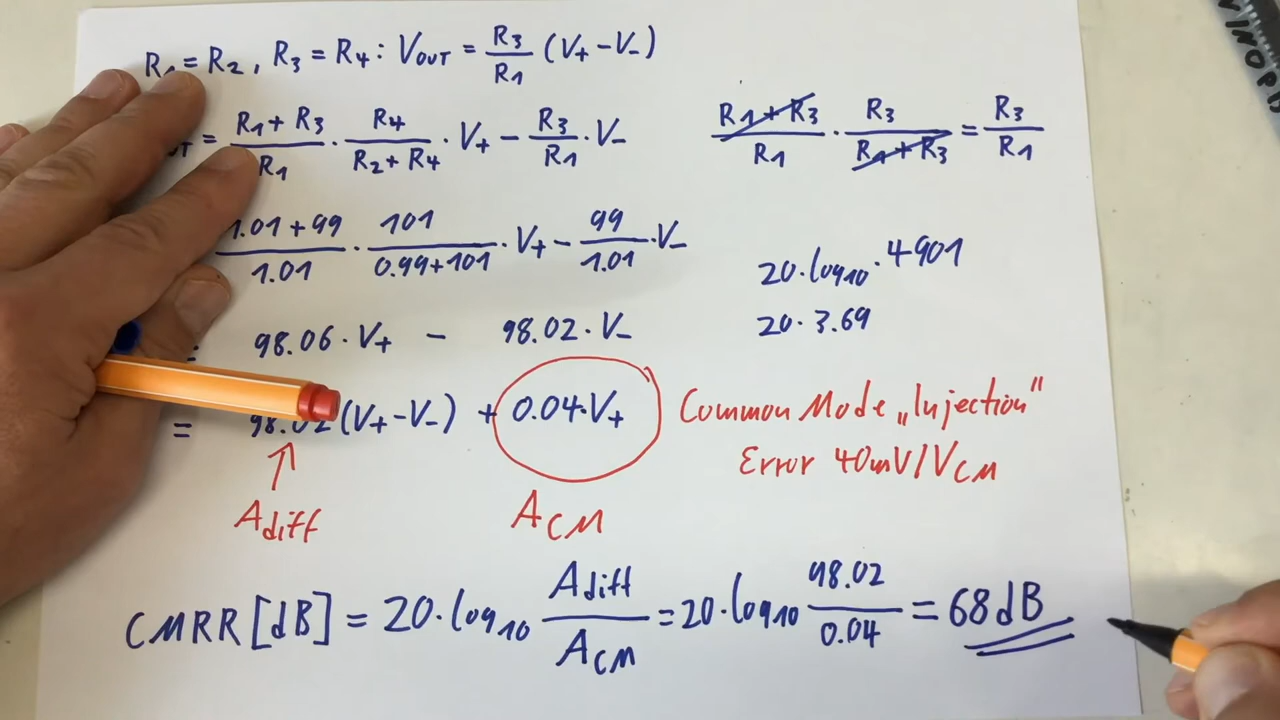 R1 = R2, R3 = R4: VOUT = R3/R1 (V+ - V-)
= (R1 + R3)/R1 · R4/(R2 + R4) · V+ - R3/R1 · V-
(R1 + R3)/R1 · R3/(R1 + R3) = R3/R1
(1.01 + 99)/1.01 · 101/(0.99+101) · V+ - 99/1.01 · V-
20·log10 · 4901
20 · 3.69
98.06 · V+ - 98.02 · V-
= 98.02 (V+ - V-) + 0.04·V+
Common Mode „Injection"
Error 40mV/VCM
Adiff
ACM
CMRR [dB] = 20·log10 Adiff/ACM = 20·log10 98.02/0.04 = 68dB